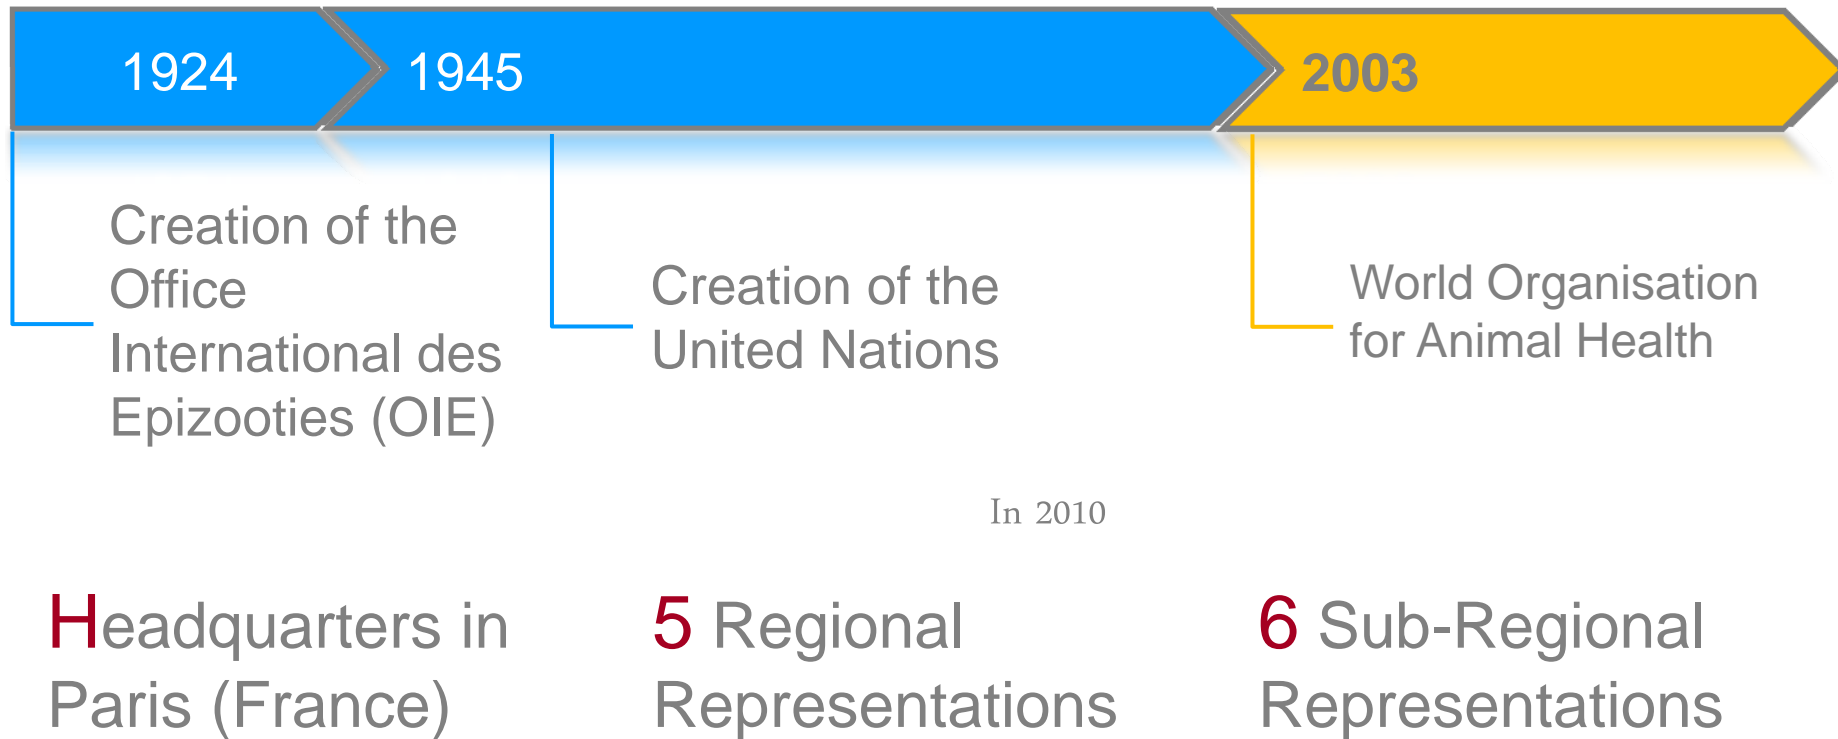 1924
1945
2003
Creation of the
Office
International des
Epizooties (OIE)
Creation of the
United Nations
World Organisation
for Animal Health
In 2010
Headquarters in
Paris (France)
5 Regional
Representations
6 Sub-Regional
Representations